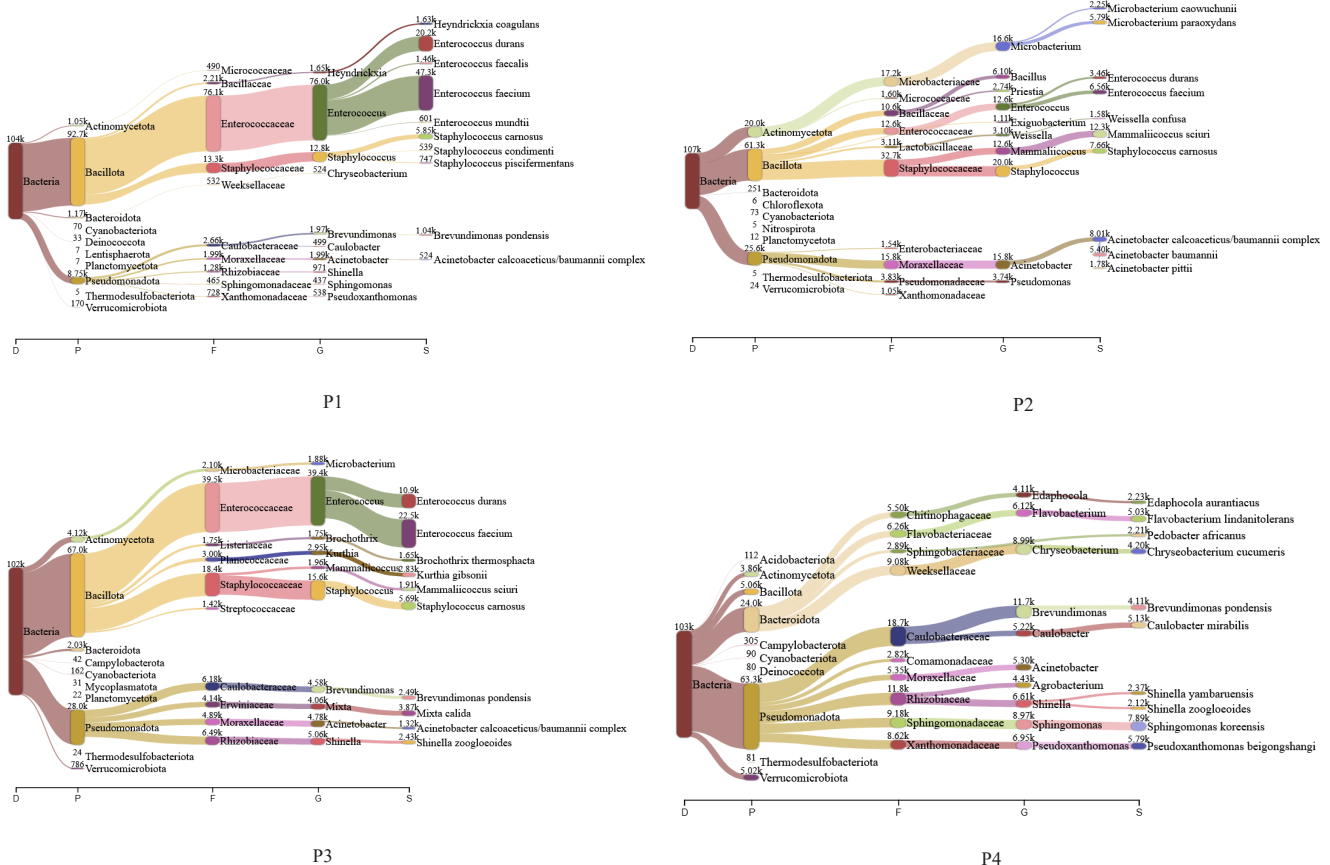 1.63k
Heyndrickxia coagulans
20.2k
Enterococcus durans
490
Micrococcaceae
1.65k
Heyndrickxia
1.46k
Enterococcus faecalis
2.21k
Bacillaceae
76.0k
47.3k
76.1k
Enterococcus faecium
Enterococcaceae
Enterococcus
104k
1.05k
Actinomycetota
92.7k
601
Enterococcus mundtii
5.85k
Staphylococcus carnosus
13.3k
Staphylococcaceae
12.8k
Staphylococcus
539
Staphylococcus condimenti
747
Staphylococcus piscifermentans
Bacteria
Bacillota
532
Weeksellaceae
524
Chryseobacterium
1.17k
Bacteroidota
70
Cyanobacteriota
33
Deinococcota
7
Lentisphaerota
7
Planctomycetota
8.75k
Pseudomonadota
5
Thermodesulfobacteriota
170
Verrucomicrobiota
2.66k
Caulobacteraceae
1.97k
Brevundimonas
1.04k
Brevundimonas pondensis
499
Caulobacter
1.99k
Moraxellaceae
1.99k
Acinetobacter
524
Acinetobacter calcoaceticus/baumannii complex
1.28k
Rhizobiaceae
971
Shinella
465
Sphingomonadaceae
437
Sphingomonas
728
Xanthomonadaceae
538
Pseudoxanthomonas
D P F G S
P1
2.25k
Microbacterium caowuchunii
5.79k
Microbacterium paraoxydans
16.6k
Microbacterium
17.2k
Microbacteriaceae
6.10k
Bacillus
3.46k
Enterococcus durans
1.60k
Micrococcaceae
2.74k
Priestia
6.56k
Enterococcus faecium
10.6k
Bacillaceae
12.6k
Enterococcus
107k
20.0k
Actinomycetota
12.6k
Enterococcaceae
1.11k
Exiguobacterium
1.58k
Weissella confusa
3.11k
Lactobacillaceae
3.10k
Weissella
12.3k
Mammaliicoccus sciuri
61.3k
Bacillota
32.7k
Staphylococcaceae
12.6k
Mammaliicoccus
7.66k
Staphylococcus carnosus
20.0k
Staphylococcus
Bacteria
251
Bacteroidota
6
Chloroflexota
73
Cyanobacteriota
5
Nitrospirota
12
Planctomycetota
25.6k
Pseudomonadota
5
Thermodesulfobacteriota
24
Verrucomicrobiota
1.54k
Enterobacteriaceae
15.8k
Moraxellaceae
15.8k
Acinetobacter
8.01k
Acinetobacter calcoaceticus/baumannii complex
5.40k
Acinetobacter baumannii
1.78k
Acinetobacter pittii
3.83k
Pseudomonadaceae
3.74k
Pseudomonas
1.05k
Xanthomonadaceae
D P F G S
P2
2.10k
Microbacteriaceae
1.88k
Microbacterium
39.5k
Enterococcaceae
39.4k
Enterococcus
10.9k
Enterococcus durans
22.5k
Enterococcus faecium
4.12k
Actinomycetota
67.0k
Bacillota
1.75k
Listeriaceae
1.75k
Brochothrix
1.65k
Brochothrix thermosphacta
3.00k
Planococcaceae
2.95k
Kurthia
2.83k
Kurthia gibsonii
102k
18.4k
Staphylococcaceae
1.96k
Mammaliicoccus
1.91k
Mammaliicoccus sciuri
15.6k
Staphylococcus
5.69k
Staphylococcus carnosus
1.42k
Streptococcaceae
Bacteria
2.03k
Bacteroidota
42
Campylobacterota
162
Cyanobacteriota
31
Mycoplasmatota
22
Planctomycetota
28.0k
Pseudomonadota
24
Thermodesulfobacteriota
786
Verrucomicrobiota
6.18k
Caulobacteraceae
4.58k
Brevundimonas
2.49k
Brevundimonas pondensis
4.14k
Erwiniaceae
4.06k
Mixta
3.87k
Mixta calida
4.89k
Moraxellaceae
4.78k
Acinetobacter
1.32k
Acinetobacter calcoaceticus/baumannii complex
6.49k
Rhizobiaceae
5.06k
Shinella
2.43k
Shinella zoogloeoides
D P F G S
P3
5.50k
Chitinophagaceae
4.11k
Edaphocola
2.23k
Edaphocola aurantiacus
6.26k
Flavobacteriaceae
6.12k
Flavobacterium
5.03k
Flavobacterium lindanitolerans
2.89k
Sphingobacteriaceae
2.21k
Pedobacter africanus
9.08k
Weeksellaceae
8.99k
Chryseobacterium
4.20k
Chryseobacterium cucumeris
112
Acidobacteriota
3.86k
Actinomycetota
5.06k
Bacillota
24.0k
Bacteroidota
305
Campylobacterota
90
Cyanobacteriota
80
Deinococcota
63.3k
Pseudomonadota
81
Thermodesulfobacteriota
5.02k
Verrucomicrobiota
103k
Bacteria
18.7k
Caulobacteraceae
11.7k
Brevundimonas
4.11k
Brevundimonas pondensis
5.22k
Caulobacter
5.13k
Caulobacter mirabilis
2.82k
Comamonadaceae
5.35k
Moraxellaceae
5.30k
Acinetobacter
11.8k
Rhizobiaceae
4.43k
Agrobacterium
6.61k
Shinella
2.37k
Shinella yambaruensis
2.12k
Shinella zoogloeoides
9.18k
Sphingomonadaceae
8.97k
Sphingomonas
7.89k
Sphingomonas koreensis
8.62k
Xanthomonadaceae
6.95k
Pseudoxanthomonas
5.79k
Pseudoxanthomonas beigongshangi
D P F G S
P4